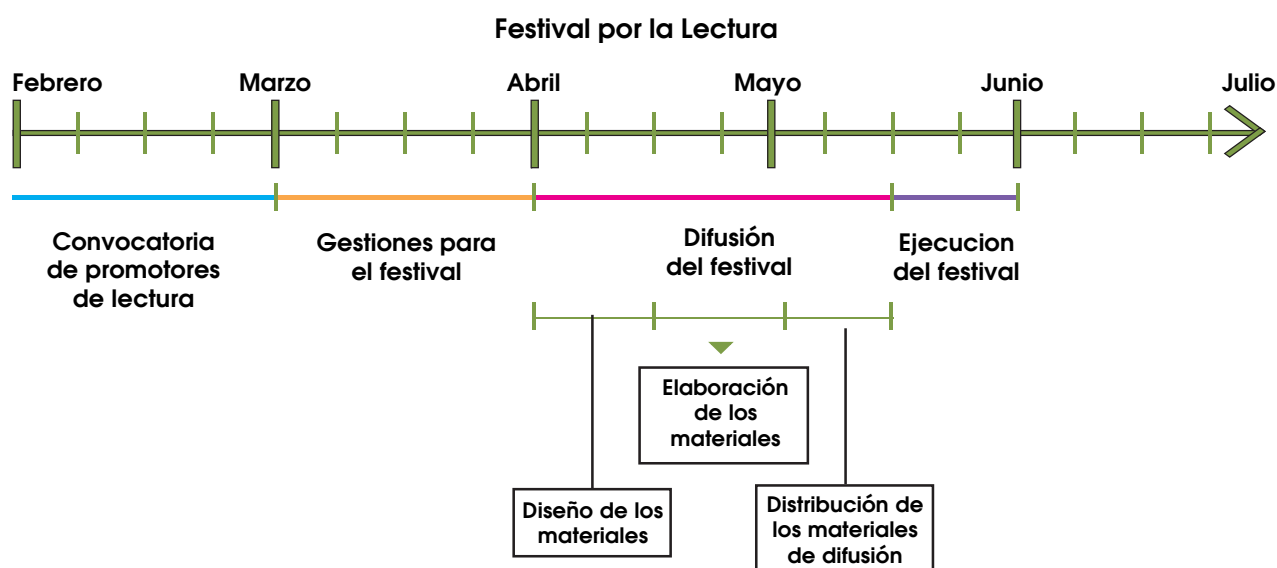 Festival por la Lectura
Febrero Marzo Abril Mayo Junio Julio
Convocatoria
de promotores
de lectura
Gestiones para
el festival
Difusión
del festival
Ejecucion
del festival
Elaboración
de los
materiales
Diseño de los
materiales
Distribución de
los materiales
de difusión